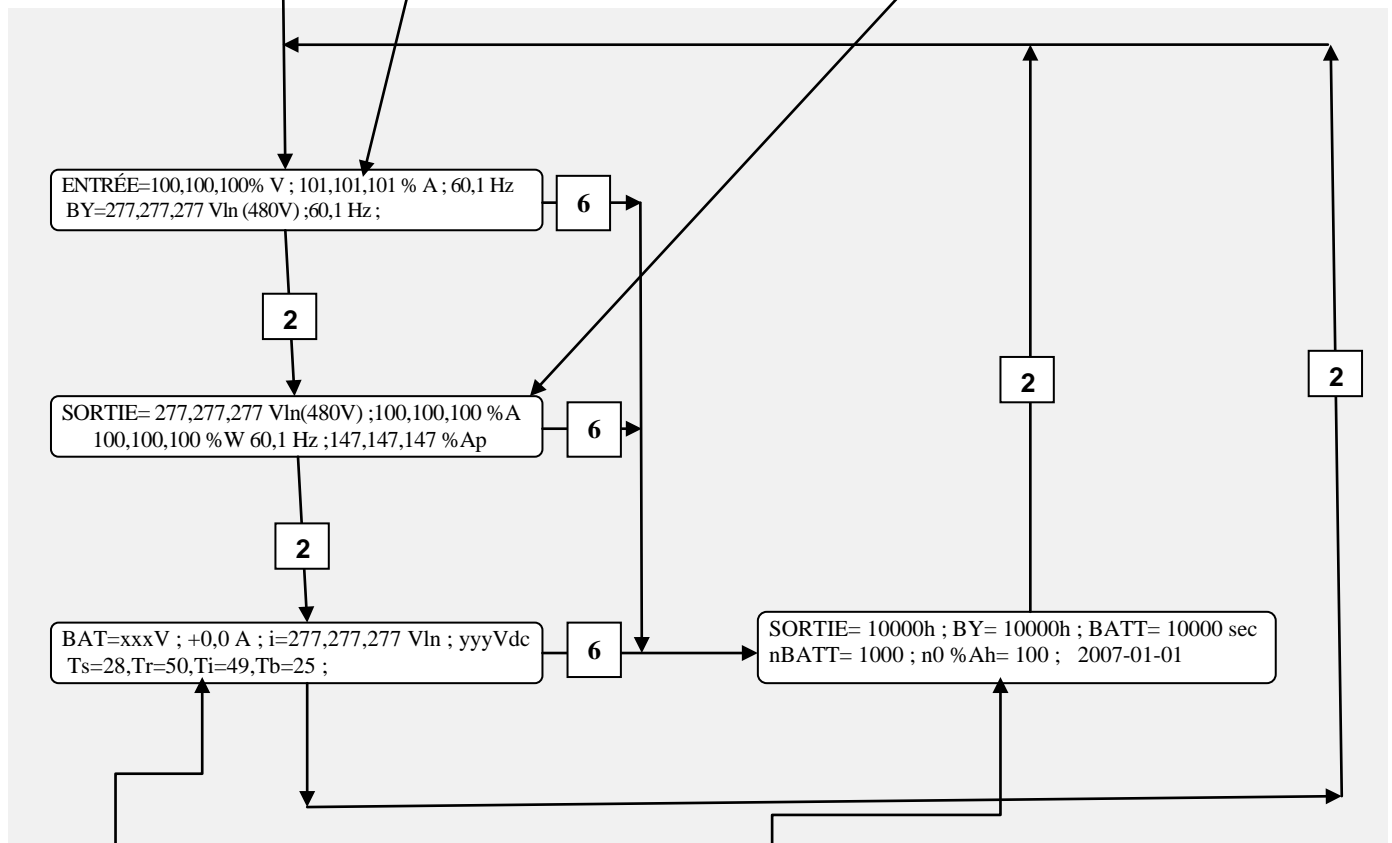 ENTRÉE=100,100,100% V ; 101,101,101 % A ; 60,1 Hz
BY=277,277,277 Vln (480V) ;60,1 Hz ;
6
2
2
2
SORTIE= 277,277,277 Vln(480V) ;100,100,100 %A
100,100,100 %W 60,1 Hz ;147,147,147 %Ap
6
2
BAT=xxxV ; +0,0 A ; i=277,277,277 Vln ; yyyVdc
Ts=28,Tr=50,Ti=49,Tb=25 ;
6
SORTIE= 10000h ; BY= 10000h ; BATT= 10000 sec
nBATT= 1000 ; n0 %Ah= 100 ; 2007-01-01